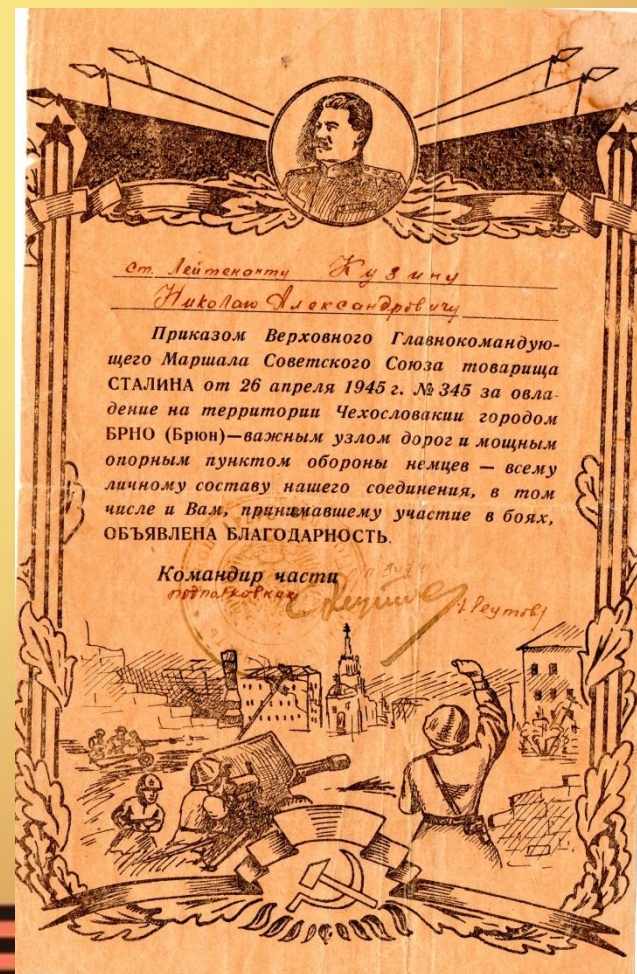 ст. Лейтенанту Кузину
Николаю Александровичу
Приказом Верховного Главнокомандую-
щего Маршала Советского Союза товарища
СТАЛИНА от 26 апреля 1945 г. № 345 за овла-
дение на территории Чехословакии городом
БРНО (Брюн)—важным узлом дорог и мощным
опорным пунктом обороны немцев — всему
личному составу нашего соединения, в том
числе и Вам, принимавшему участие в боях,
ОБЪЯВЛЕНА БЛАГОДАРНОСТЬ.
Командир части
подполковник
Реутов